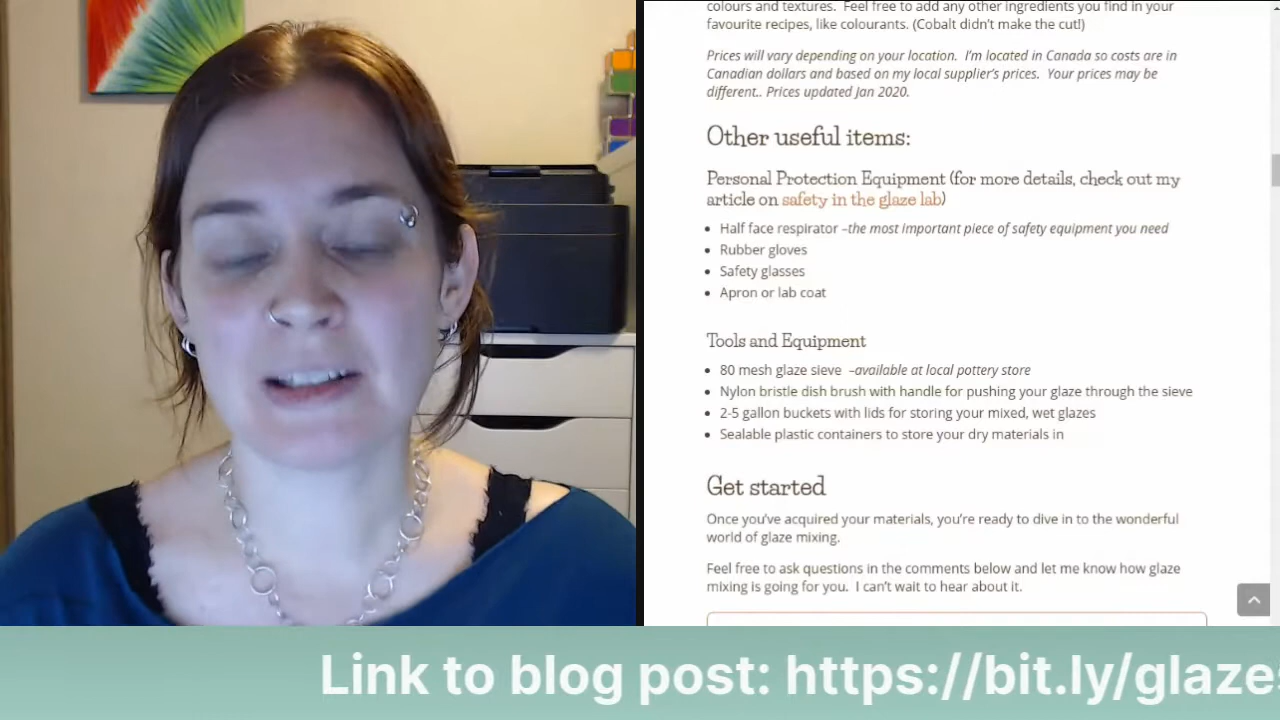 colours and textures.  Feel free to add any other ingredients you find in your
favourite recipes, like colourants. (Cobalt didn't make the cut!)
Prices will vary depending on your location.  I'm located in Canada so costs are in
Canadian dollars and based on my local supplier's prices.  Your prices may be
different.. Prices updated Jan 2020.
Other useful items:
Personal Protection Equipment (for more details, check out my
article on safety in the glaze lab)
Half face respirator –the most important piece of safety equipment you need
Rubber gloves
Safety glasses
Apron or lab coat
Tools and Equipment
80 mesh glaze sieve  –available at local pottery store
Nylon bristle dish brush with handle for pushing your glaze through the sieve
2-5 gallon buckets with lids for storing your mixed, wet glazes
Sealable plastic containers to store your dry materials in
Get started
Once you've acquired your materials, you're ready to dive in to the wonderful
world of glaze mixing.
Feel free to ask questions in the comments below and let me know how glaze
mixing is going for you.  I can't wait to hear about it.
Link to blog post: https://bit.ly/glaze